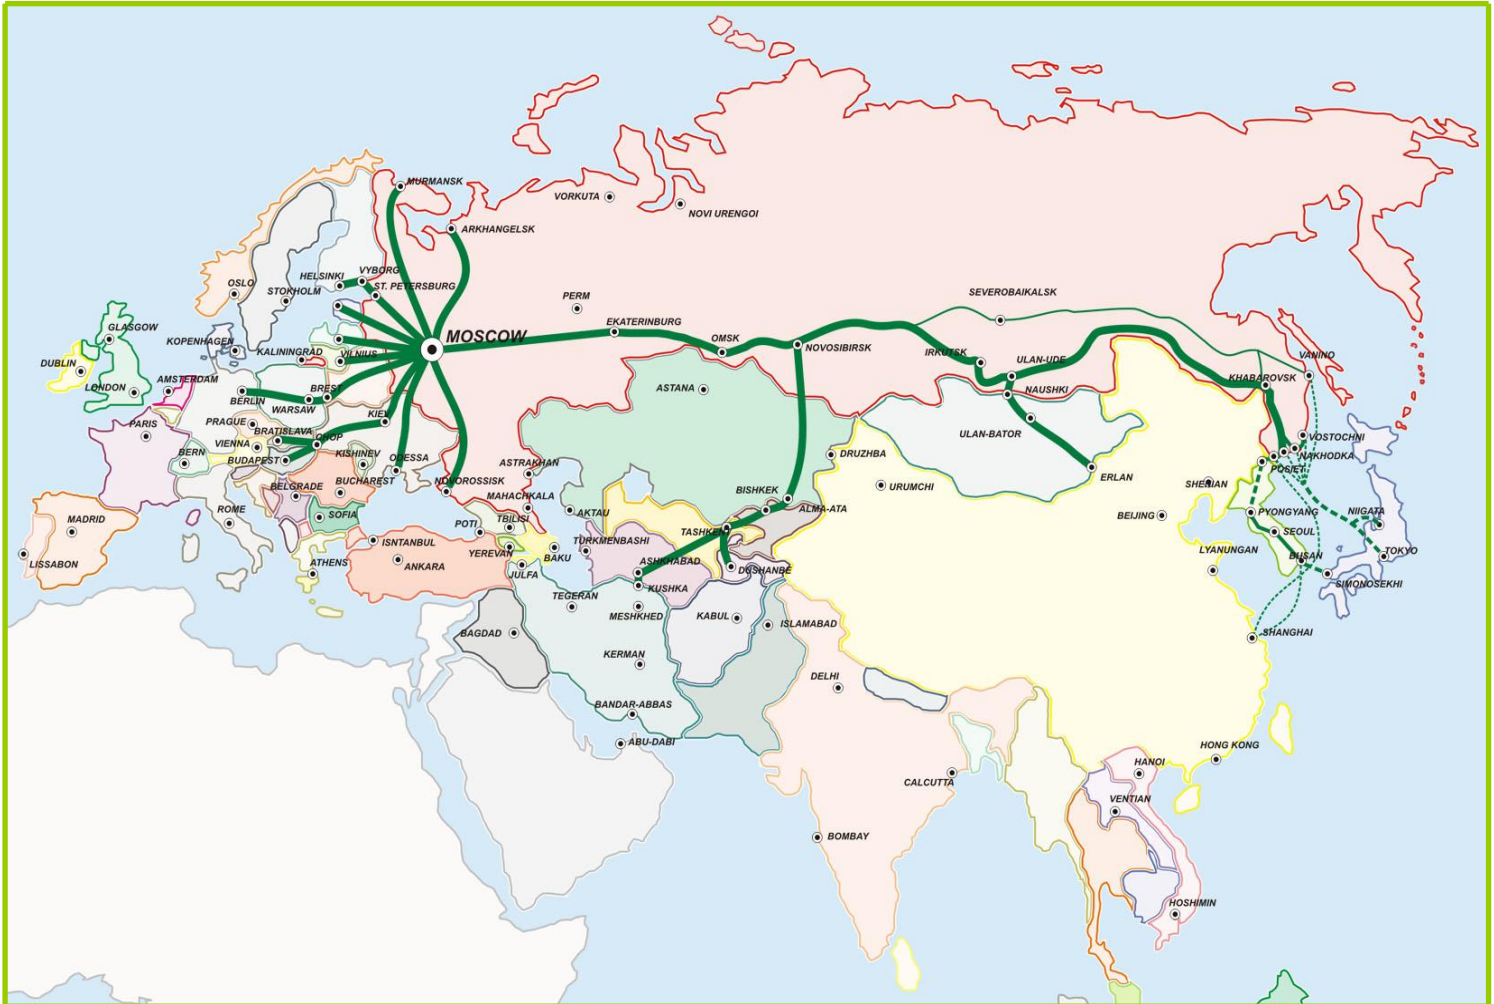 MURMANSK
VORKUTA
NOVI URENGOI
ARKHANGELSK
HELSINKI
VYBORG
ST. PETERSBURG
OSLO
STOKHOLM
PERM
SEVEROBAIKALSK
EKATERINBURG
MOSCOW
GLASGOW
KOPENHAGEN
KALININGRAD
VILNIUS
OMSK
NOVOSIBIRSK
IRKUTSK
ULAN-UDE
VANINO
DUBLIN
LONDON
AMSTERDAM
BERLIN
BREST
WARSAW
ASTANA
NAUSHKI
KHABAROVSK
PARIS
PRAGUE
BRATISLAVA
KIEV
CHOP
VIENNA
ULAN-BATOR
VOSTOCHNI
BERN
BUDAPEST
KISHINEV
ODESSA
ASTRAKHAN
DRUZHBA
NAKHODKA
POSIET
BELGRADE
BUCHAREST
NOVOROSSISK
MAHACHKALA
BISHKEK
URUMCHI
ERLAN
SHENIAN
ROME
SOFIA
AKTAU
ALMA-ATA
BEIJING
PYONGYANG
NIIGATA
MADRID
POTI
TBILISI
TASHKENT
SEOUL
ISNTANBUL
YEREVAN
BAKU
TURKMENBASHI
LYANUNGAN
BUSAN
TOKYO
LISSABON
ATHENS
ANKARA
JULFA
ASHKHABAD
DUSHANBE
KUSHKA
SIMONOSEKHI
TEGERAN
MESHKHED
KABUL
ISLAMABAD
BAGDAD
SHANGHAI
KERMAN
DELHI
BANDAR-ABBAS
ABU-DABI
HONG KONG
HANOI
CALCUTTA
VENTIAN
BOMBAY
HOSHIMIN